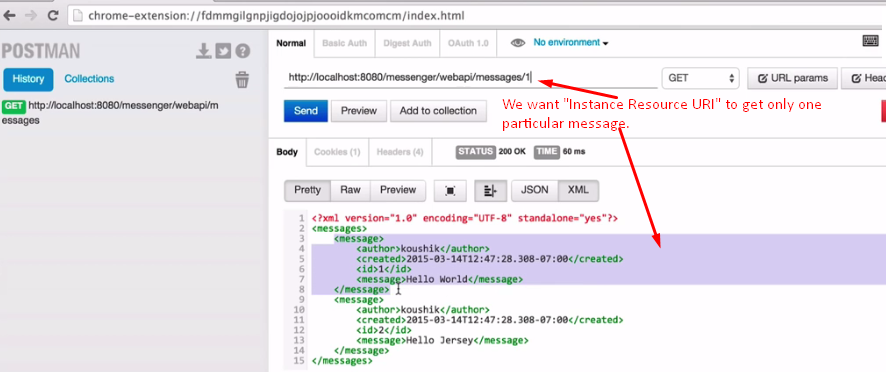 chrome-extension://fdmmgilgnpjigdojojpjoooidkmcomcm/index.html
POSTMAN
History Collections
GET http://localhost:8080/messenger/webapi/m
essages
Normal Basic Auth Digest Auth OAuth 1.0 No environment
http://localhost:8080/messenger/webapi/messages/1 GET URL params Head
Send Preview Add to collection
We want "Instance Resource URI" to get only one
particular message.
Body Cookies (1) Headers (4) STATUS 200 OK TIME 60 ms
Pretty Raw Preview JSON XML
1 <?xml version="1.0" encoding="UTF-8" standalone="yes"?>
2 <messages>
3 <message>
4 <author>koushik</author>
5 <created>2015-03-14T12:47:28.308-07:00</created>
6 <id>1</id>
7 <message>Hello World</message>
8 </message>
9 <message>
10 <author>koushik</author>
11 <created>2015-03-14T12:47:28.308-07:00</created>
12 <id>2</id>
13 <message>Hello Jersey</message>
14 </message>
15 </messages>